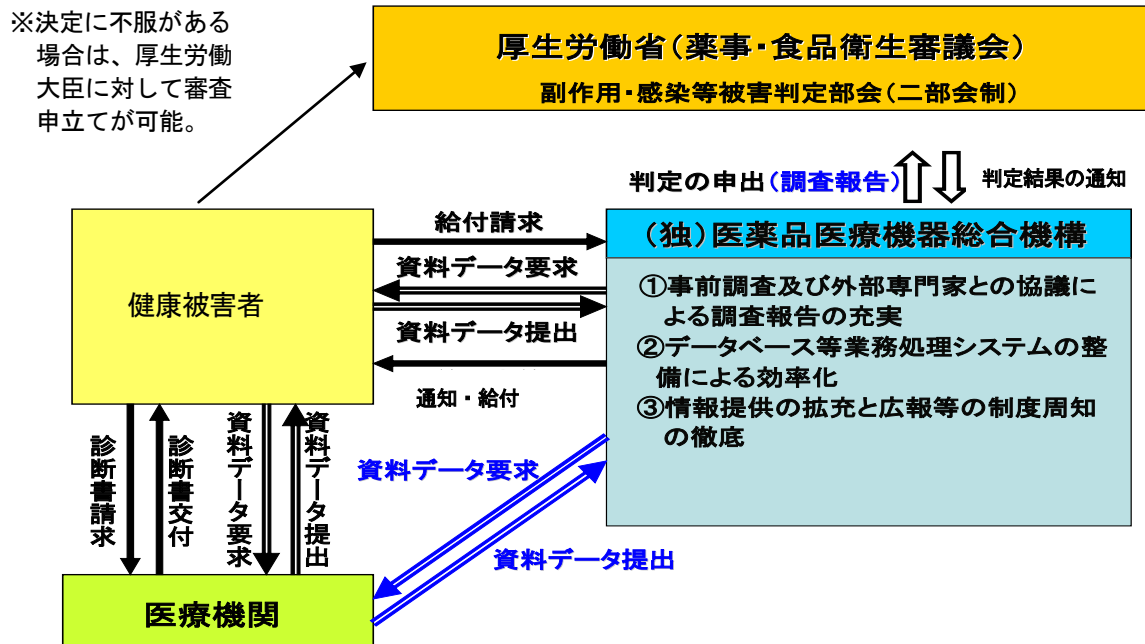 ※決定に不服がある
場合は、厚生労働
大臣に対して審査
申立てが可能。
厚生労働省（薬事・食品衛生審議会）
副作用・感染等被害判定部会（二部会制）
判定の申出（調査報告）
判定結果の通知
健康被害者
給付請求
資料データ要求
資料データ提出
通知・給付
（独）医薬品医療機器総合機構
①事前調査及び外部専門家との協議に
よる調査報告の充実
②データベース等業務処理システムの整
備による効率化
③情報提供の拡充と広報等の制度周知
の徹底
診断書請求
診断書交付
資料データ要求
資料データ提出
資料データ要求
資料データ提出
医療機関